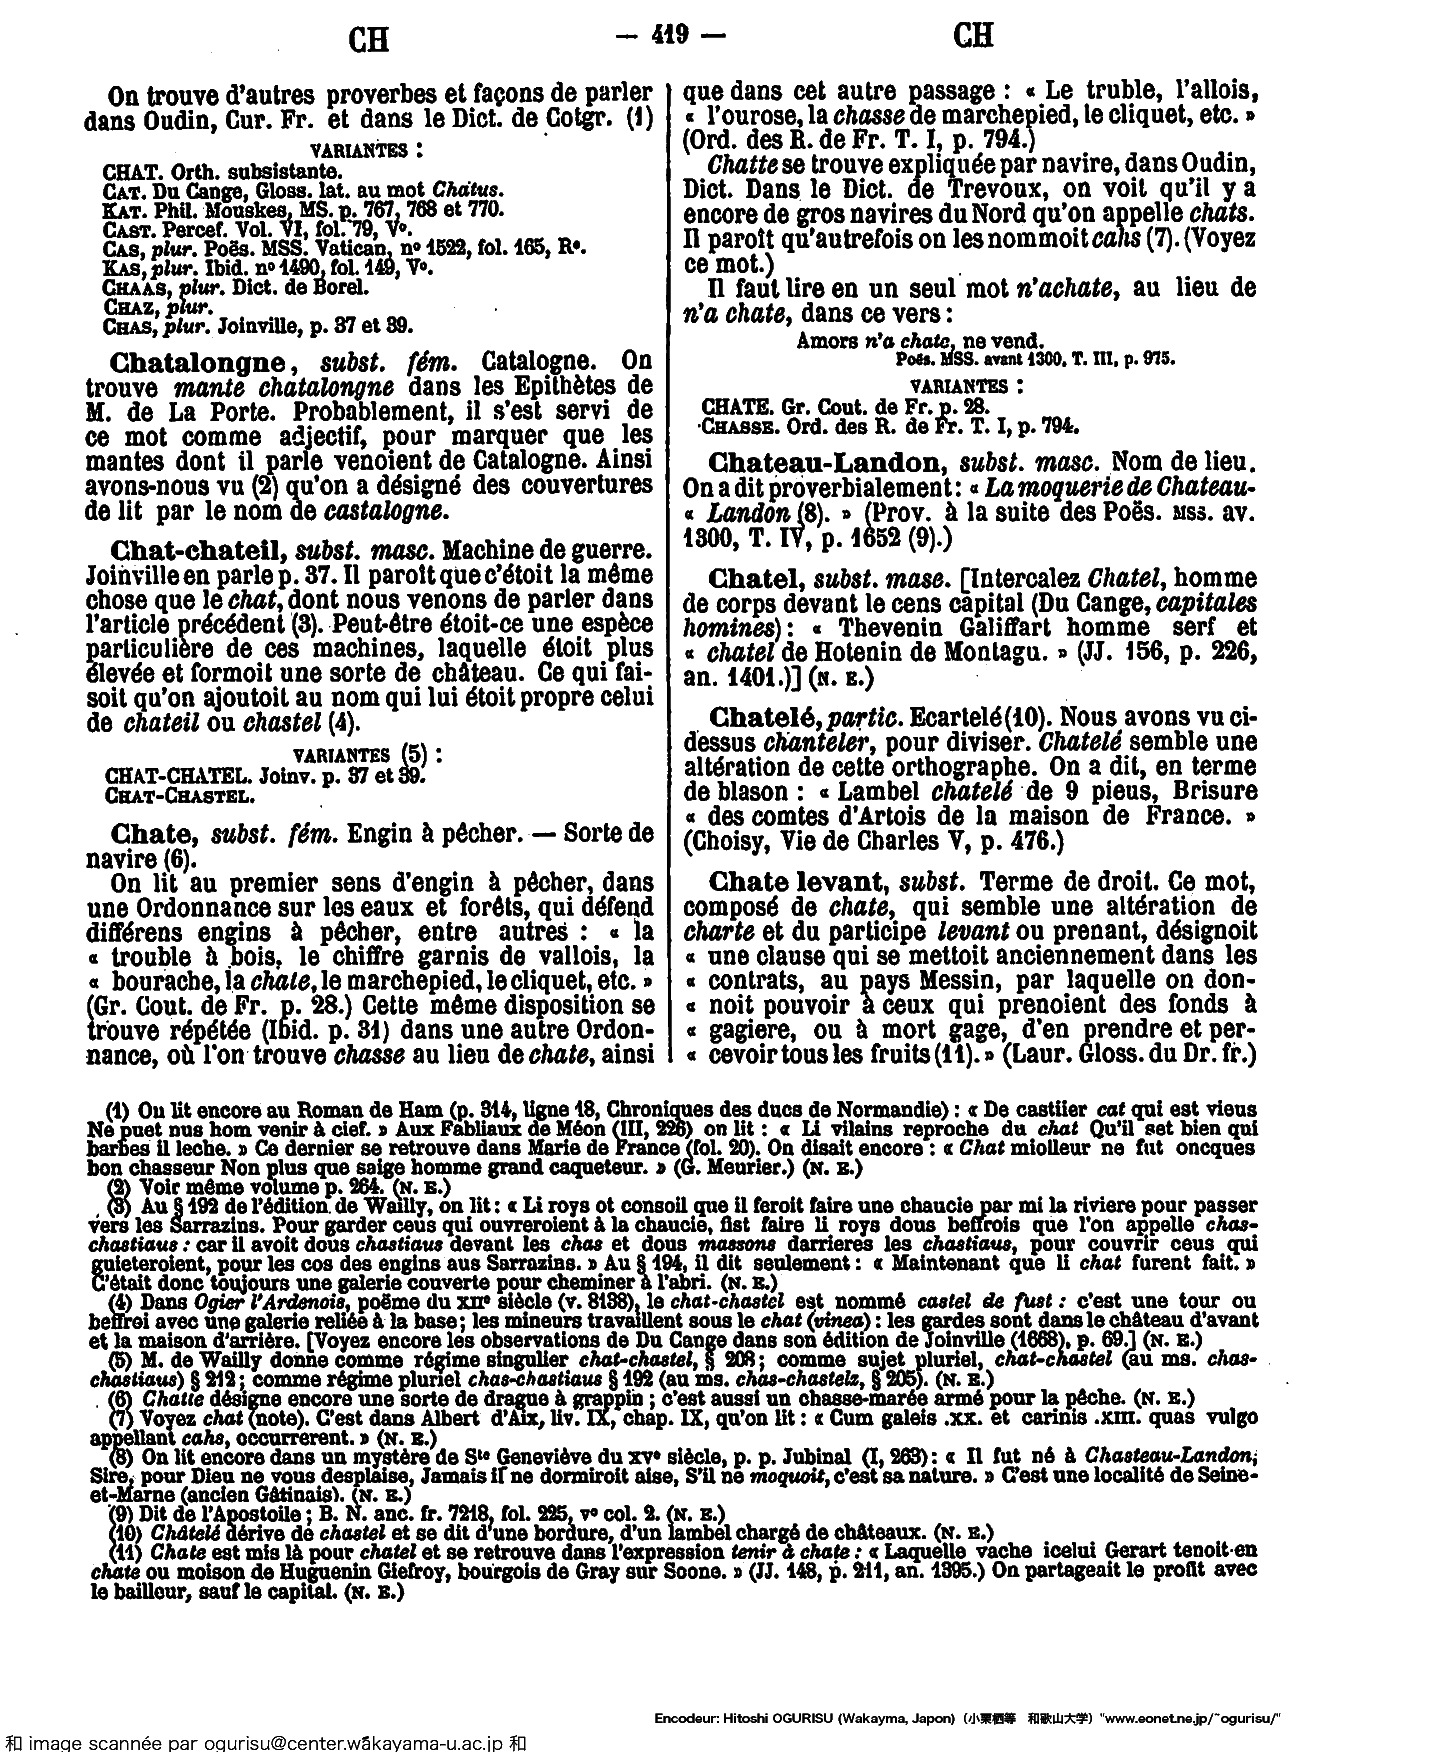 CH
— 419 —
CH
On trouve d'autres proverbes et façons de parler
dans Oudin, Cur. Fr. et dans le Dict. de Cotgr. (1)
VARIANTES :
CHAT. Orth. subsistante.
CAT. Du Cange, Gloss. lat. au mot Chatus.
KAT. Phil. Mouskes, MS. p. 767, 768 et 770.
CAST. Percef. Vol. VI, fol. 79, V°.
CAS, plur. Poës. MSS. Vatican, n° 1522, fol. 165, R°.
KAS, plur. Ibid. n° 1490, fol. 149, V°.
CHAAS, plur. Dict. de Borel.
CHAZ, plur.
CHAS, plur. Joinville, p. 37 et 39.
Chatalongne, subst. fém. Catalogne. On
trouve mante chatalongne dans les Epithètes de
M. de La Porte. Probablement, il s'est servi de
ce mot comme adjectif, pour marquer que les
mantes dont il parle venoient de Catalogne. Ainsi
avons-nous vu (2) qu'on a désigné des couvertures
de lit par le nom de castalogne.
Chat-chateil, subst. masc. Machine de guerre.
Joinville en parle p. 37. Il paroît que c'étoit la même
chose que le chat, dont nous venons de parler dans
l'article précédent (3). Peut-être étoit-ce une espèce
particulière de ces machines, laquelle étoit plus
élevée et formoit une sorte de château. Ce qui fai-
soit qu'on ajoutoit au nom qui lui étoit propre celui
de chateil ou chastel (4).
VARIANTES (5) :
CHAT-CHATEL. Joinv. p. 37 et 39.
CHAT-CHASTEL.
Chate, subst. fém. Engin à pêcher. — Sorte de
navire (6).
On lit au premier sens d'engin à pêcher, dans
une Ordonnance sur les eaux et forêts, qui défend
différens engins à pêcher, entre autres : « la
« trouble à bois, le chiffre garnis de vallois, la
« bourache, la chate, le marchepied, le cliquet, etc. »
(Gr. Cout. de Fr. p. 28.) Cette même disposition se
trouve répétée (Ibid. p. 31) dans une autre Ordon-
nance, où l'on trouve chasse au lieu de chate, ainsi
que dans cet autre passage : « Le truble, l'allois,
« l'ourose, la chasse de marchepied, le cliquet, etc. »
(Ord. des R. de Fr. T. I, p. 794.)
Chatte se trouve expliquée par navire, dans Oudin,
Dict. Dans le Dict. de Trevoux, on voit qu'il y a
encore de gros navires du Nord qu'on appelle chats.
Il paroît qu'autrefois on les nommoit cahs (7). (Voyez
ce mot.)
Il faut lire en un seul mot n'achate, au lieu de
n'a chate, dans ce vers :
Amors n'a chate, ne vend.
Poës. MSS. avant 1300, T. III, p. 975.
VARIANTES :
CHATE. Gr. Cout. de Fr. p. 28.
CHASSE. Ord. des R. de Fr. T. I, p. 794.
Chateau-Landon, subst. masc. Nom de lieu.
On a dit proverbialement : « La moquerie de Chateau-
« Landon (8). » (Prov. à la suite des Poës. MSS. av.
1300, T. IV, p. 1652 (9).)
Chatel, subst. mase. [Intercalez Chatel, homme
de corps devant le cens capital (Du Cange, capitales
homines) : « Thevenin Galiffart homme serf et
« chatel de Hotenin de Montagu. » (JJ. 156, p. 226,
an. 1401.)] (N. E.)
Chatelé, partic. Ecartelé (10). Nous avons vu ci-
dessus chanteler, pour diviser. Chatelé semble une
altération de cette orthographe. On a dit, en terme
de blason : « Lambel chatelé de 9 pieus, Brisure
« des comtes d'Artois de la maison de France. »
(Choisy, Vie de Charles V, p. 476.)
Chate levant, subst. Terme de droit. Ce mot,
composé de chate, qui semble une altération de
charte et du participe levant ou prenant, désignoit
« une clause qui se mettoit anciennement dans les
« contrats, au pays Messin, par laquelle on don-
« noit pouvoir à ceux qui prenoient des fonds à
« gagiere, ou à mort gage, d'en prendre et per-
« cevoir tous les fruits (11). » (Laur. Gloss. du Dr. fr.)
(1) Ou lit encore au Roman de Ham (p. 314, ligne 18, Chroniques des ducs de Normandie) : « De castiier cat qui est vieus
Ne puet nus hom venir à cief. » Aux Fabliaux de Méon (III, 226) on lit : « Li vilains reproche du chat Qu'il set bien qui
barbes il leche. » Ce dernier se retrouve dans Marie de France (fol. 20). On disait encore : « Chat miolleur ne fut oncques
bon chasseur Non plus que saige homme grand caqueteur. » (G. Meurier.) (N. E.)
(2) Voir même volume p. 264. (N. E.)
(3) Au § 192 de l'édition de Wailly, on lit : « Li roys ot consoil que il feroit faire une chaucie par mi la riviere pour passer
vers les Sarrazins. Pour garder ceus qui ouvreroient à la chaucie, fist faire li roys dous beffrois que l'on appelle chas-
chastiaus : car il avoit dous chastiaus devant les chas et dous massons darrieres les chastiaus, pour couvrir ceus qui
guieteroient, pour les cos des engins aus Sarrazins. » Au § 194, il dit seulement : « Maintenant que li chat furent fait. »
C'était donc toujours une galerie couverte pour cheminer à l'abri. (N. E.)
(4) Dans Ogier l'Ardenois, poëme du XIIe siècle (v. 8138), le chat-chastel est nommé castel de fust : c'est une tour ou
beffroi avec une galerie reliée à la base; les mineurs travaillent sous le chat (vinea) : les gardes sont dans le château d'avant
et la maison d'arrière. [Voyez encore les observations de Du Cange dans son édition de Joinville (1668), p. 69.] (N. E.)
(5) M. de Wailly donne comme régime singulier chat-chastel, § 208; comme sujet pluriel, chat-chastel (au ms. chas-
chastiaus) § 212; comme régime pluriel chas-chastiaus § 192 (au ms. chas-chastelz, § 205). (N. E.)
(6) Chatte désigne encore une sorte de drague à grappin; c'est aussi un chasse-marée armé pour la pêche. (N. E.)
(7) Voyez chat (note). C'est dans Albert d'Aix, liv. IX, chap. IX, qu'on lit : « Cum galeis .XX. et carinis .XIII. quas vulgo
appellant cahs, occurrerent. » (N. E.)
(8) On lit encore dans un mystère de Ste Geneviève du XVe siècle, p. p. Jubinal (I, 263) : « Il fut né à Chasteau-Landon;
Sire, pour Dieu ne vous desplaise, Jamais il ne dormiroit aise, S'il ne moquoit, c'est sa nature. » C'est une localité de Seine-
et-Marne (ancien Gâtinais). (N. E.)
(9) Dit de l'Apostoile; B. N. anc. fr. 7218, fol. 225, v° col. 2. (N. E.)
(10) Châtelé dérive de chastel et se dit d'une bordure, d'un lambel chargé de châteaux. (N. E.)
(11) Chate est mis là pour chatel et se retrouve dans l'expression tenir à chate : « Laquelle vache icelui Gerart tenoit en
chate ou moison de Huguenin Giefroy, bourgois de Gray sur Soone. » (JJ. 148, p. 211, an. 1395.) On partageait le profit avec
le bailleur, sauf le capital. (N. E.)
Encodeur: Hitoshi OGURISU (Wakayma, Japon) (小栗栖等 和歌山大学) "www.eonet.ne.jp/~ogurisu/"
和 image scannée par ogurisu@center.wakayama-u.ac.jp 和